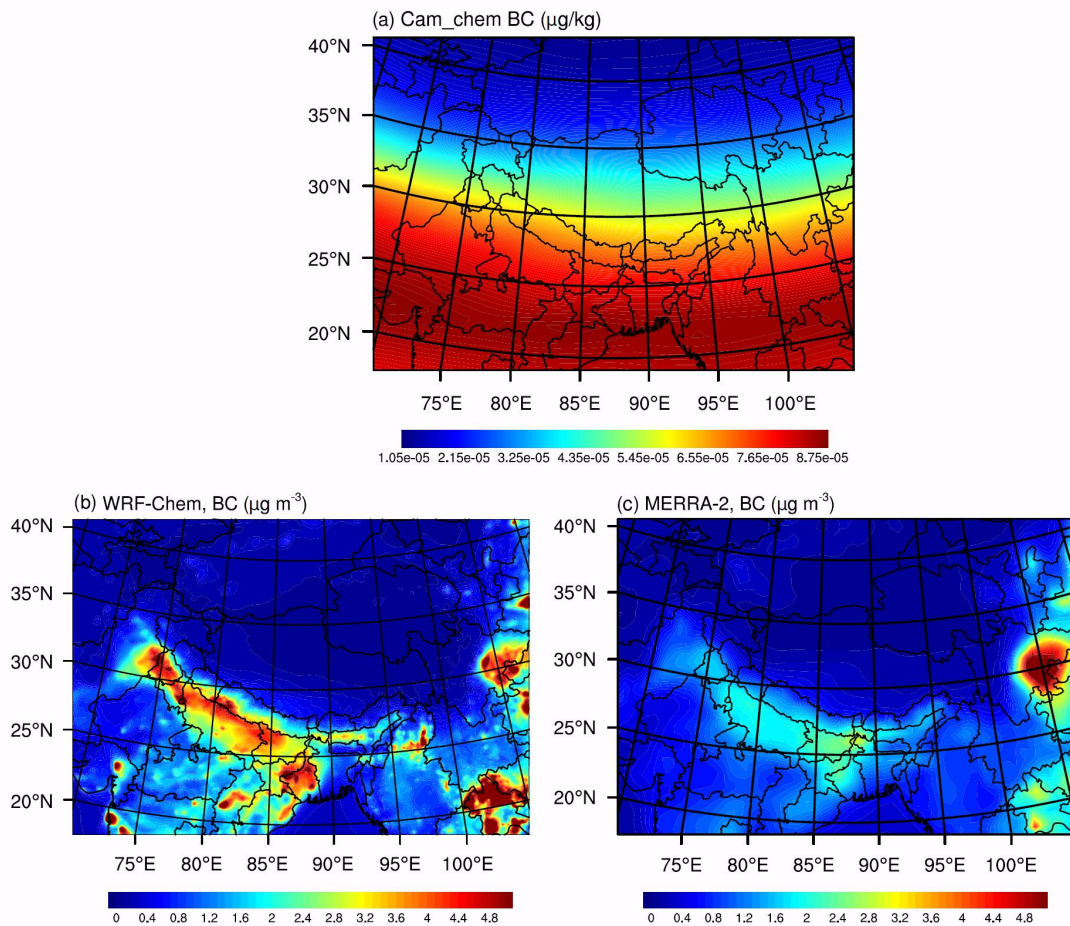 (a) Cam_chem BC (μg/kg)
40°N
35°N
30°N
25°N
20°N
75°E 80°E 85°E 90°E 95°E 100°E
1.05e-05 2.15e-05 3.25e-05 4.35e-05 5.45e-05 6.55e-05 7.65e-05 8.75e-05
(b) WRF-Chem, BC (μg m⁻³)
40°N
35°N
30°N
25°N
20°N
75°E 80°E 85°E 90°E 95°E 100°E
0 0.4 0.8 1.2 1.6 2 2.4 2.8 3.2 3.6 4 4.4 4.8
(c) MERRA-2, BC (μg m⁻³)
40°N
35°N
30°N
25°N
20°N
75°E 80°E 85°E 90°E 95°E 100°E
0 0.4 0.8 1.2 1.6 2 2.4 2.8 3.2 3.6 4 4.4 4.8